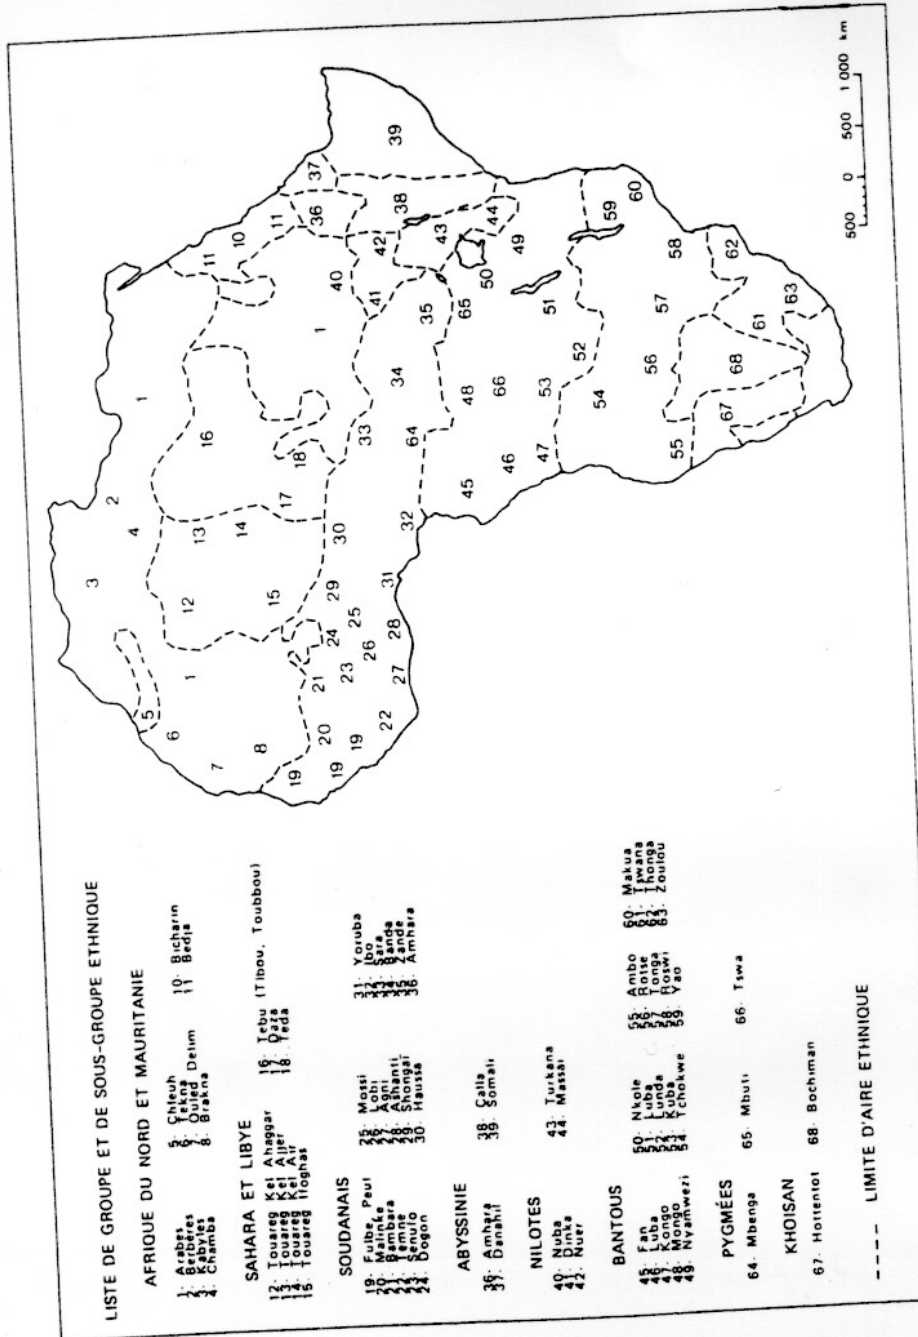 LISTE DE GROUPE ET DE SOUS-GROUPE ETHNIQUE
AFRIQUE DU NORD ET MAURITANIE
1· Arabes 5· Chleuh 10· Bicharin
2· Berbères 6· Tekna 11 Bedja
3· Kabyles 7· Ouled Delim
4· Chamba 8· Brakna
SAHARA ET LIBYE
12· Touareg Kel Ahaggar 16· Tebu (Tibou, Toubbou)
13· Touareg Kel Ajjer 17· Daza
14· Touareg Kel Air 18· Teda
15· Touareg Ifoghas
SOUDANAIS
19· Fulbe, Peul 25· Mossi 31· Yoruba
20· Malinke 26· Lobi 32· Ibo
21· Bambara 27· Agni 33· Sara
22· Temne 28· Ashanti 34· Banda
23· Senufo 29· Shongai 35· Zande
24· Dogon 30· Haussa 36· Amhara
ABYSSINIE
36· Amhara 38· Galla
37· Danahil 39· Somali
NILOTES
40· Nuba 43· Turkana
41· Dinka 44· Massai
42· Nuer
BANTOUS
45· Fan 50· Nkole 55· Ambo 60· Makua
46· Luba 51· Luba 56· Rotse 61· Tswana
47· Kongo 52· Lunda 57· Tonga 62· Thonga
48· Mongo 53· Kuba 58· Roswi 63· Zoulou
49· Nyamwezi 54· Tchokwe 59· Yao
PYGMÉES
64· Mbenga 65· Mbuti 66· Tswa
KHOISAN
67· Hottentot 68· Bochiman
---- LIMITE D'AIRE ETHNIQUE
3 2
5 4 1
6 1 12 13 16 11
7 14 10
8 15 17 18 11
19 20 21 29 30 1 40 36 37
19 19 23 24 25 33 41 42
22 26 31 34 38 39
27 28 32 64 35 43
45 48 65 44
46 66 50 49
47 53 51
54 52 59
56 57 60
55 58
67 68 61 62
63
500 0 500 1 000 km